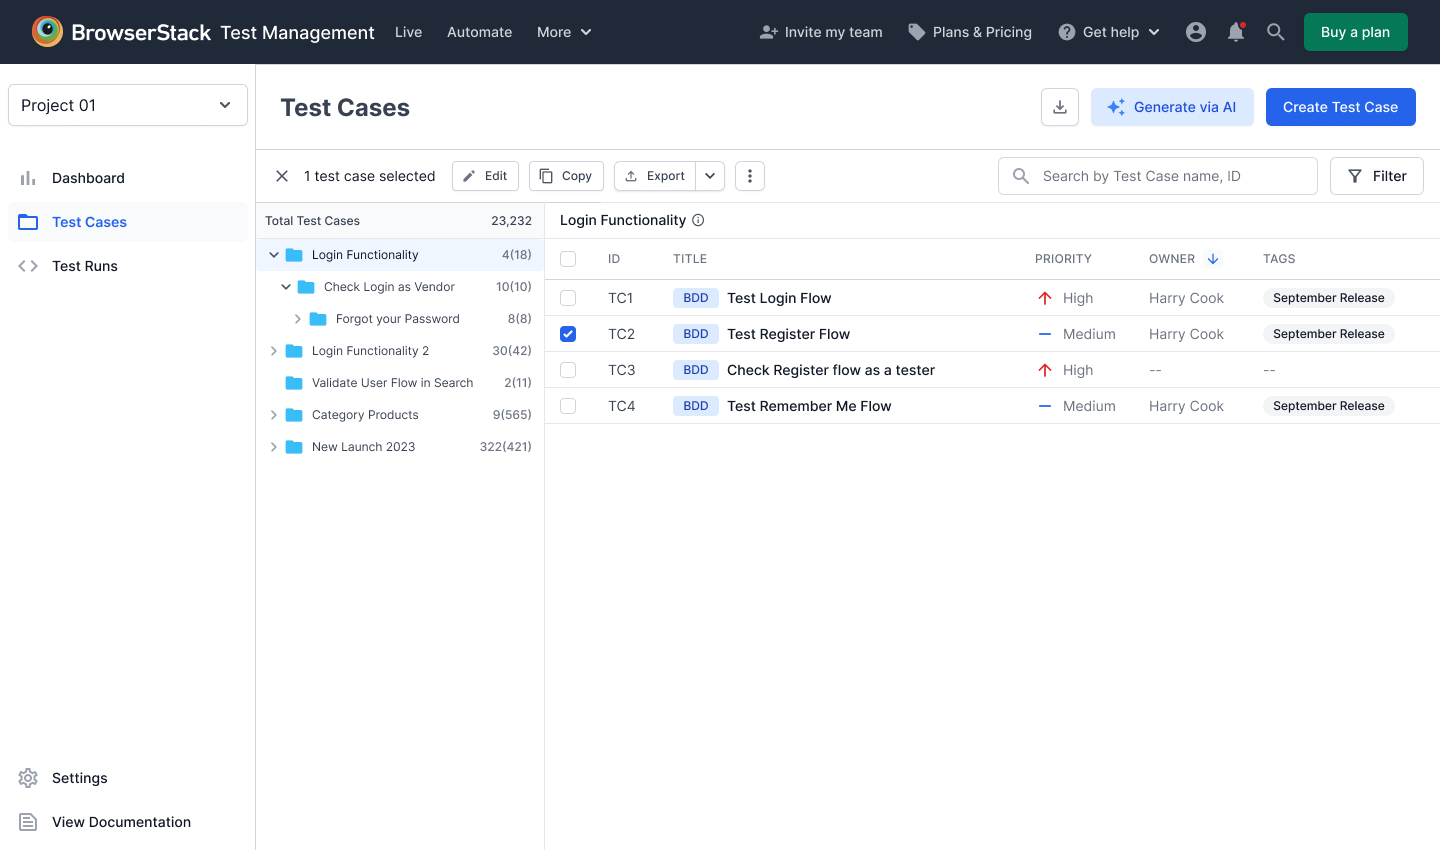 BrowserStack Test Management Live Automate More Invite my team Plans & Pricing Get help Buy a plan
Project 01
Dashboard
Test Cases
Test Runs
Settings
View Documentation
Test Cases
Generate via AI
Create Test Case
1 test case selected Edit Copy Export Search by Test Case name, ID Filter
Total Test Cases 23,232
Login Functionality 4(18)
Check Login as Vendor 10(10)
Forgot your Password 8(8)
Login Functionality 2 30(42)
Validate User Flow in Search 2(11)
Category Products 9(565)
New Launch 2023 322(421)
Login Functionality
ID TITLE PRIORITY OWNER TAGS
TC1 BDD Test Login Flow High Harry Cook September Release
TC2 BDD Test Register Flow Medium Harry Cook September Release
TC3 BDD Check Register flow as a tester High -- --
TC4 BDD Test Remember Me Flow Medium Harry Cook September Release